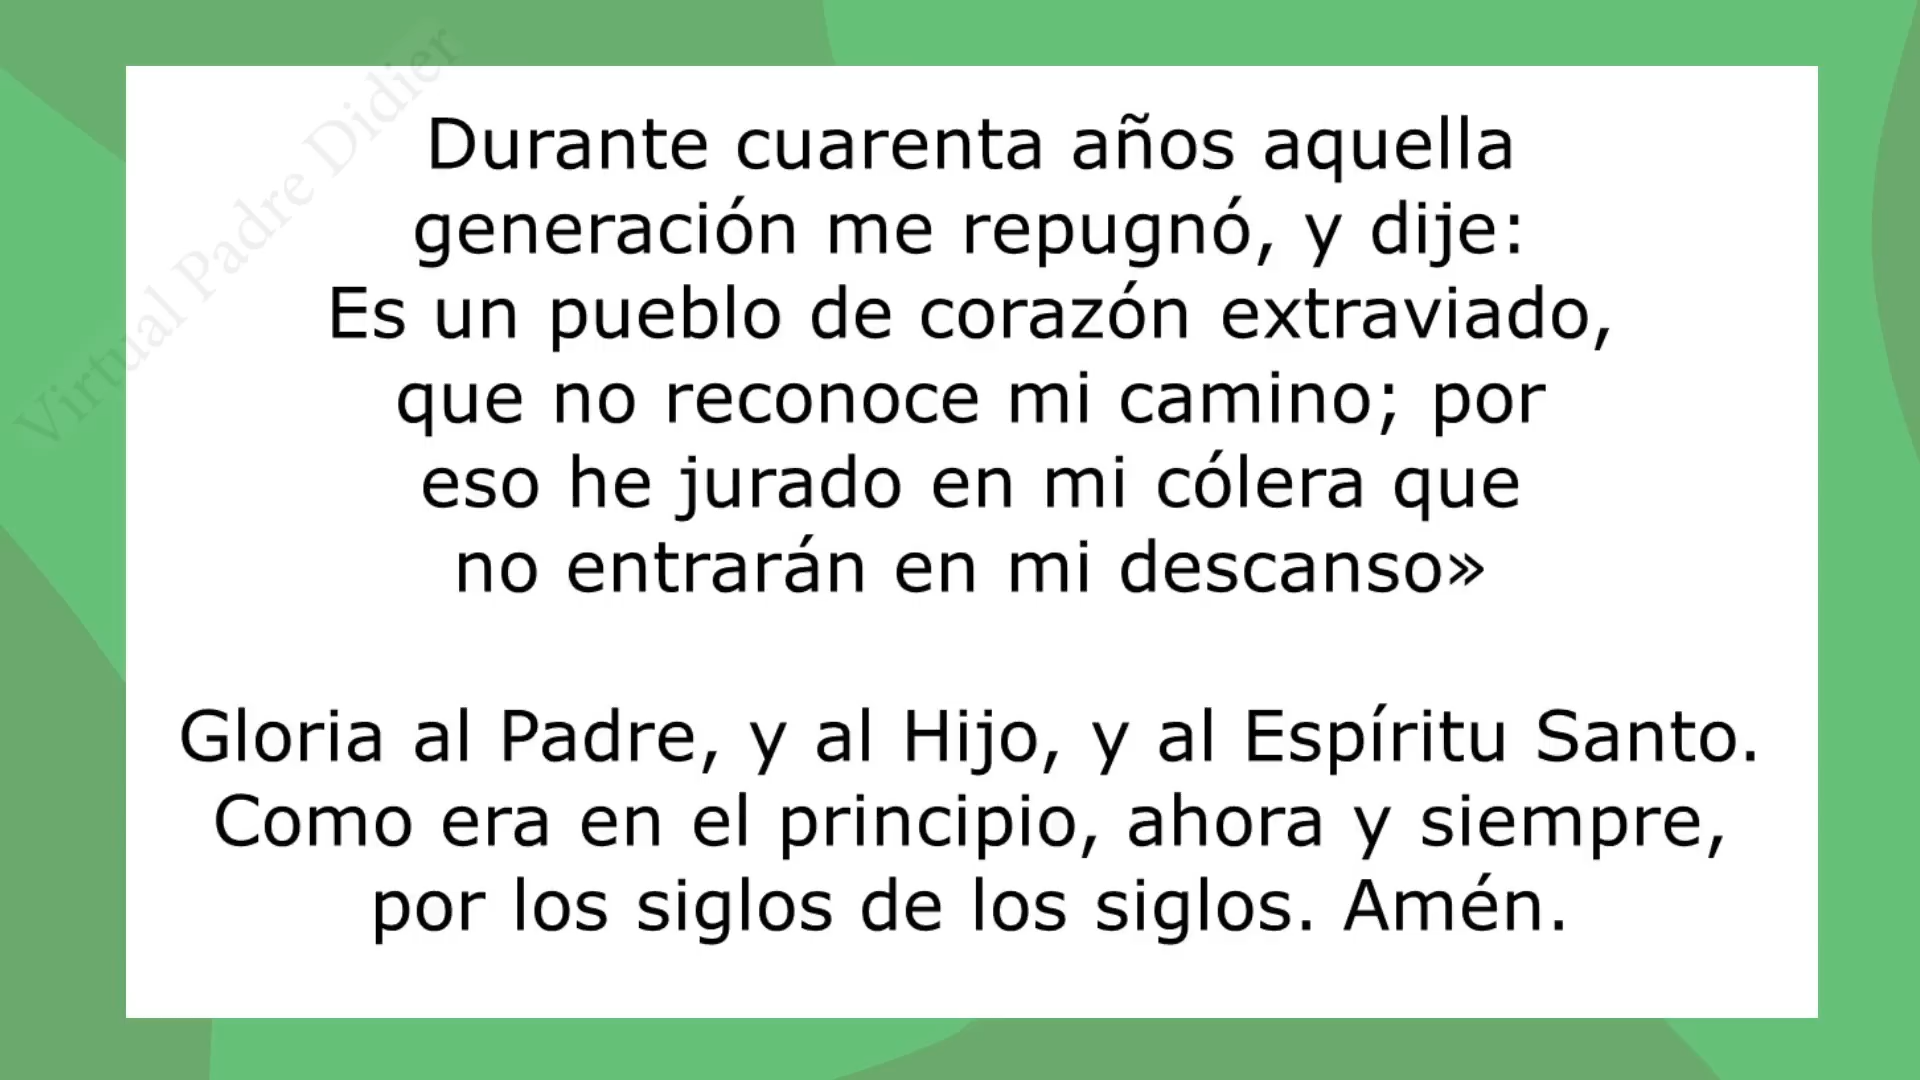 Virtual Padre Didier
Durante cuarenta años aquella
generación me repugnó, y dije:
Es un pueblo de corazón extraviado,
que no reconoce mi camino; por
eso he jurado en mi cólera que
no entrarán en mi descanso»
Gloria al Padre, y al Hijo, y al Espíritu Santo.
Como era en el principio, ahora y siempre,
por los siglos de los siglos. Amén.